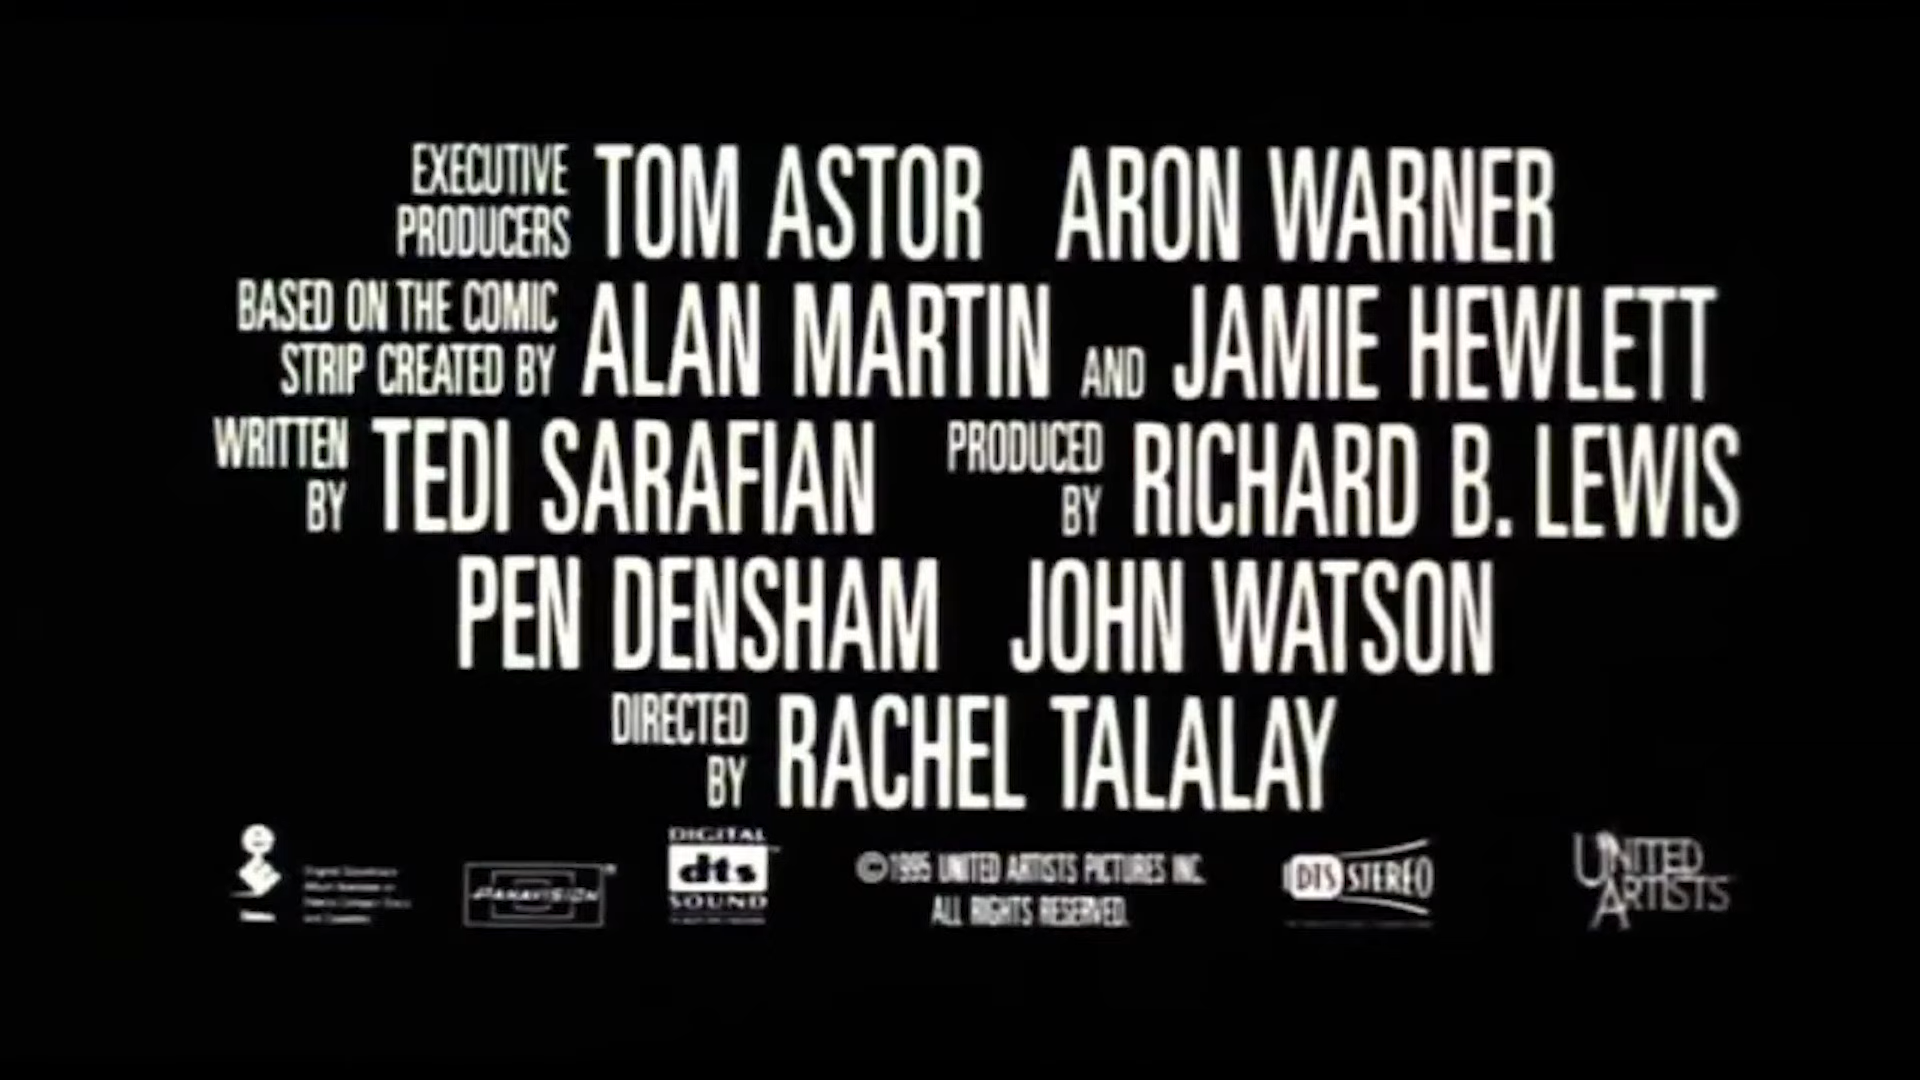 EXECUTIVE PRODUCERS TOM ASTOR ARON WARNER
BASED ON THE COMIC STRIP CREATED BY ALAN MARTIN AND JAMIE HEWLETT
WRITTEN BY TEDI SARAFIAN PRODUCED BY RICHARD B. LEWIS
PEN DENSHAM JOHN WATSON
DIRECTED BY RACHEL TALALAY
PANAVISION®
DIGITAL dts SOUND
©1995 UNITED ARTISTS PICTURES INC.
ALL RIGHTS RESERVED.
DTS STEREO
UNITED ARTISTS